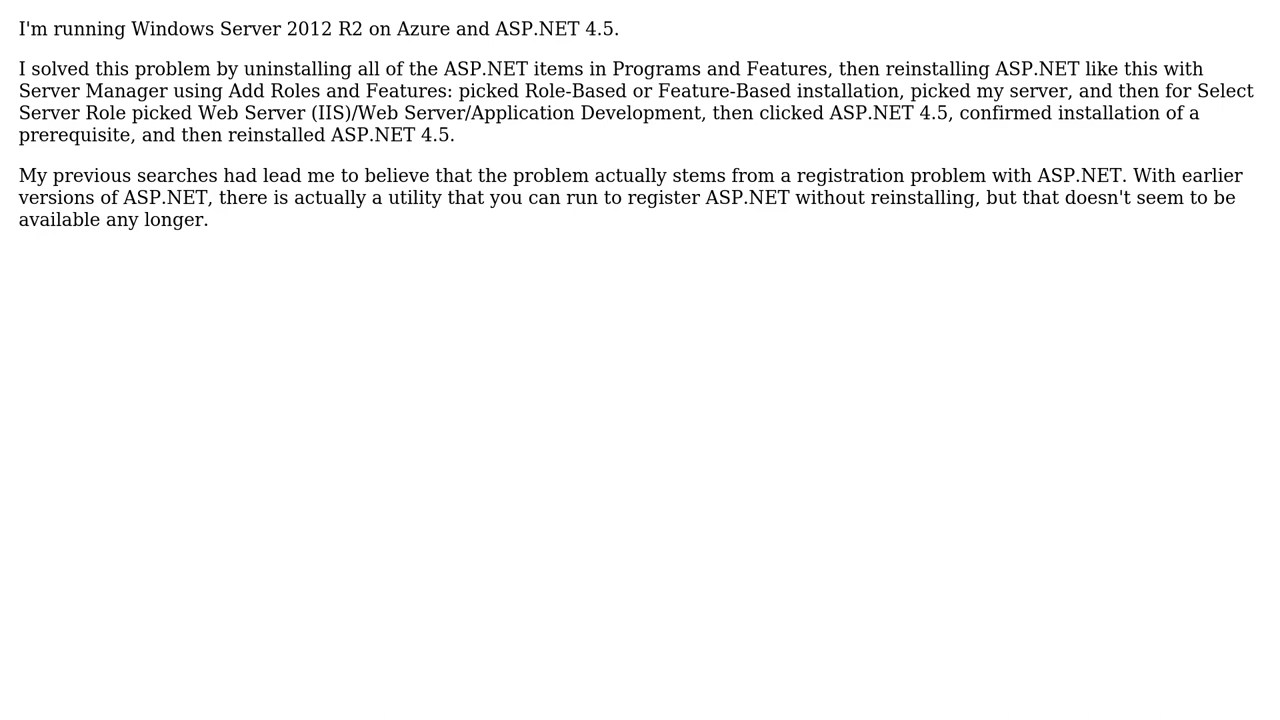 I'm running Windows Server 2012 R2 on Azure and ASP.NET 4.5.
I solved this problem by uninstalling all of the ASP.NET items in Programs and Features, then reinstalling ASP.NET like this with
Server Manager using Add Roles and Features: picked Role-Based or Feature-Based installation, picked my server, and then for Select
Server Role picked Web Server (IIS)/Web Server/Application Development, then clicked ASP.NET 4.5, confirmed installation of a
prerequisite, and then reinstalled ASP.NET 4.5.
My previous searches had lead me to believe that the problem actually stems from a registration problem with ASP.NET. With earlier
versions of ASP.NET, there is actually a utility that you can run to register ASP.NET without reinstalling, but that doesn't seem to be
available any longer.